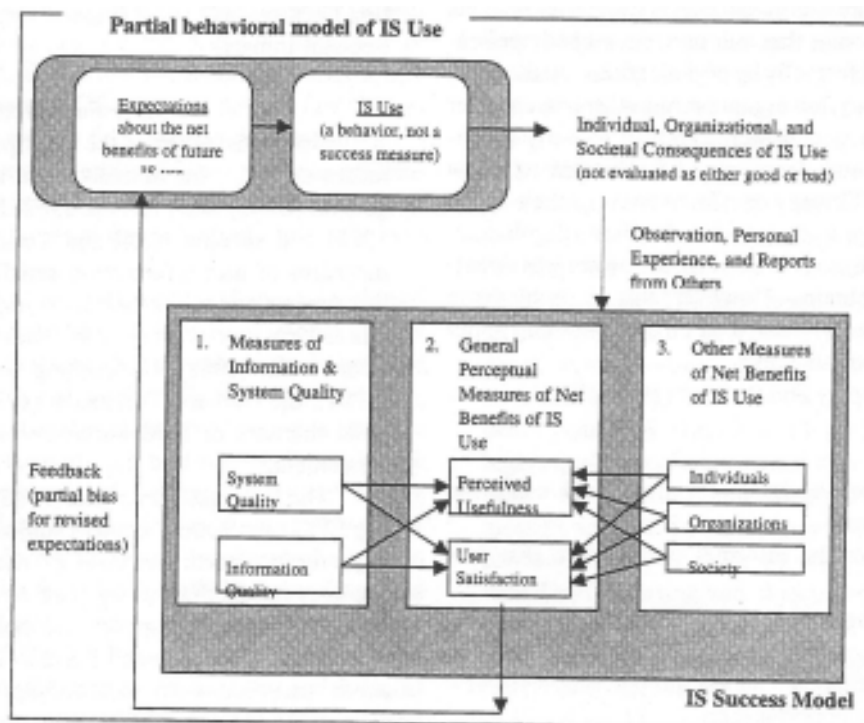 Partial behavioral model of IS Use
Expectations
about the net
benefits of future
IS Use
(a behavior, not a
success measure)
Individual, Organizational, and
Societal Consequences of IS Use
(not evaluated as either good or bad)
Observation, Personal
Experience, and Reports
from Others
1. Measures of
Information &
System Quality
2. General
Perceptual
Measures of Net
Benefits of IS
Use
3. Other Measures
of Net Benefits
of IS Use
Feedback
(partial bias
for revised
expectations)
System
Quality
Information
Quality
Perceived
Usefulness
User
Satisfaction
Individuals
Organizations
Society
IS Success Model